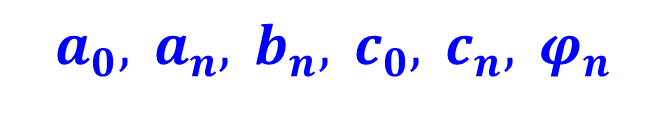 a₀, aₙ, bₙ, c₀, cₙ, φₙ